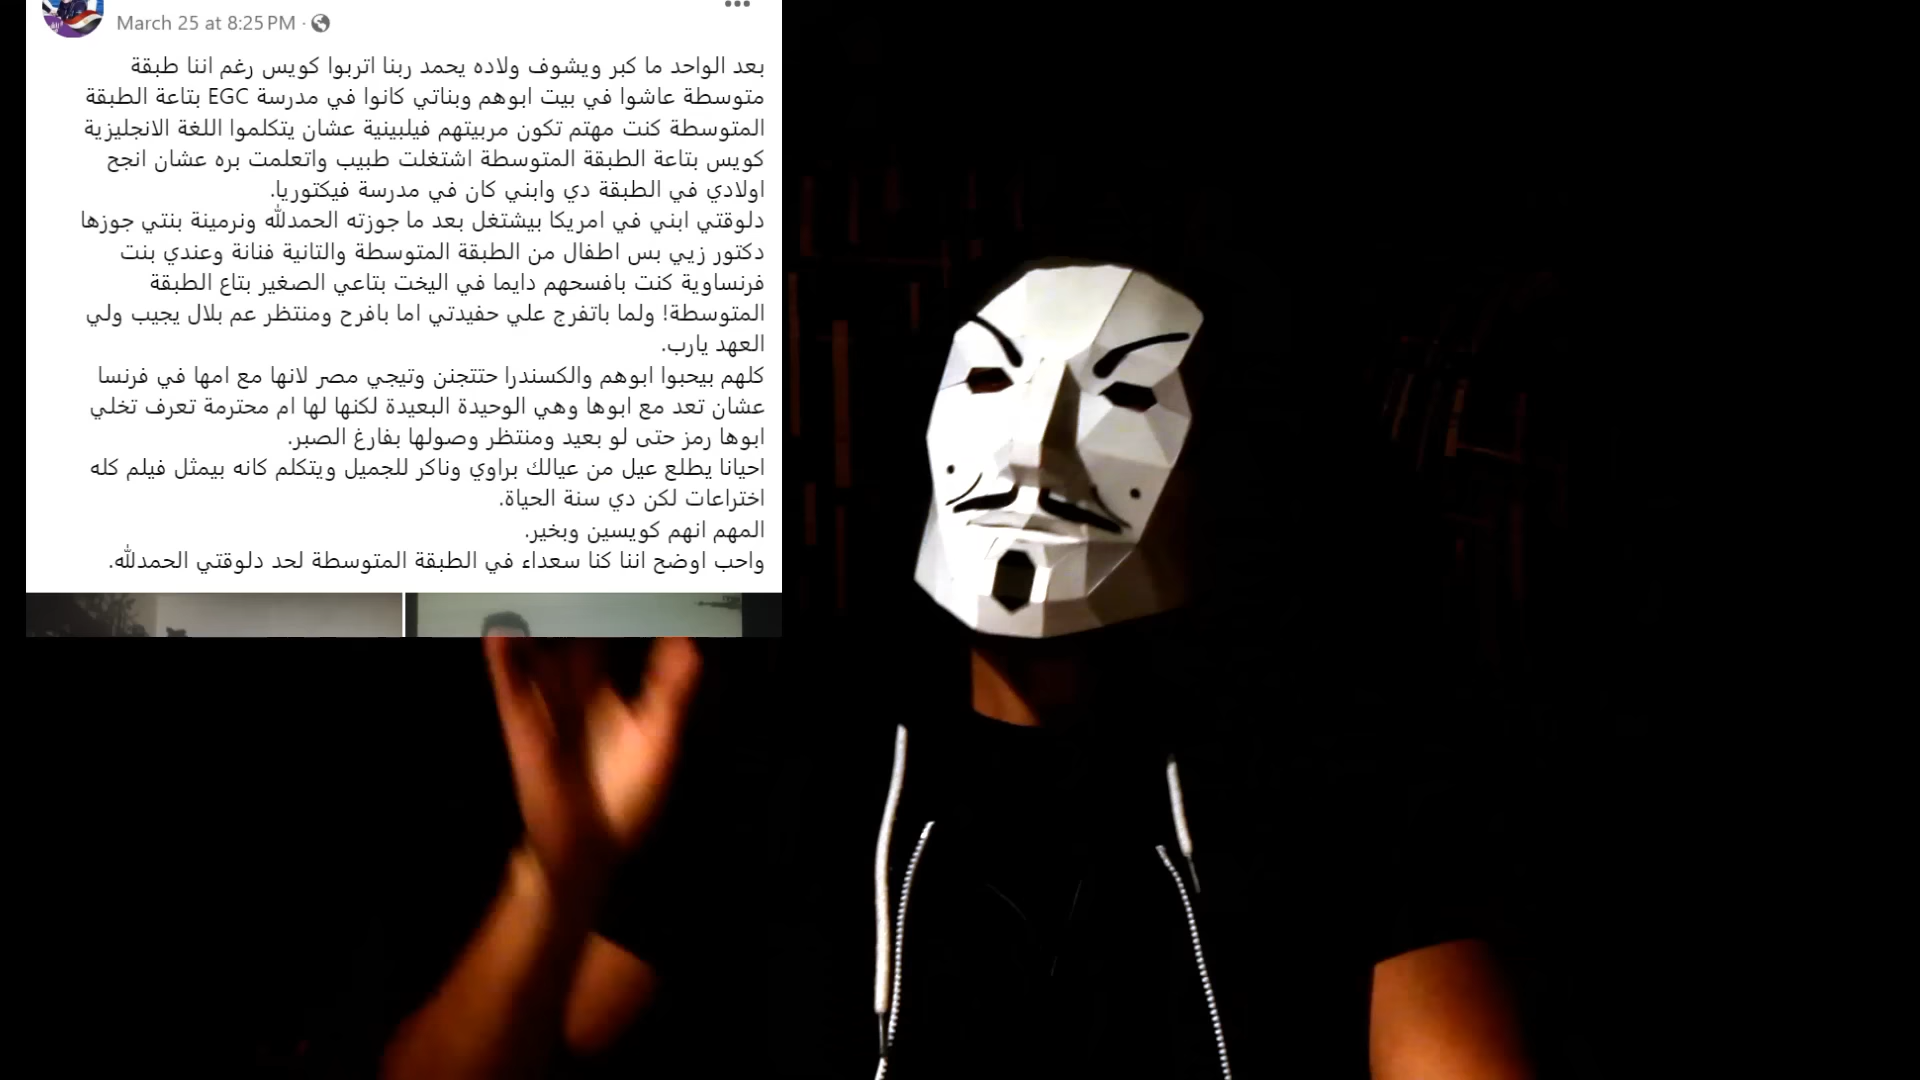 March 25 at 8:25 PM ·
بعد الواحد ما كبر ويشوف ولاده يحمد ربنا اتربوا كويس رغم اننا طبقة
متوسطة عاشوا في بيت ابوهم وبناتي كانوا في مدرسة EGC بتاعة الطبقة
المتوسطة كنت مهتم تكون مربيتهم فيلبينية عشان يتكلموا اللغة الانجليزية
كويس بتاعة الطبقة المتوسطة اشتغلت طبيب واتعلمت بره عشان انجح
اولادي في الطبقة دي وابني كان في مدرسة فيكتوريا.
دلوقتي ابني في امريكا بيشتغل بعد ما جوزته الحمدلله ونرمينة بنتي جوزها
دكتور زيي بس اطفال من الطبقة المتوسطة والتانية فنانة وعندي بنت
فرنساوية كنت بافسحهم دايما في اليخت بتاعي الصغير بتاع الطبقة
المتوسطة! ولما باتفرج علي حفيدتي اما بافرح ومنتظر عم بلال يجيب ولي
العهد يارب.
كلهم بيحبوا ابوهم والكسندرا حتتجنن وتيجي مصر لانها مع امها في فرنسا
عشان تعد مع ابوها وهي الوحيدة البعيدة لكنها لها ام محترمة تعرف تخلي
ابوها رمز حتى لو بعيد ومنتظر وصولها بفارغ الصبر.
احيانا يطلع عيل من عيالك براوي وناكر للجميل ويتكلم كانه بيمثل فيلم كله
اختراعات لكن دي سنة الحياة.
المهم انهم كويسين وبخير.
واحب اوضح اننا كنا سعداء في الطبقة المتوسطة لحد دلوقتي الحمدلله.